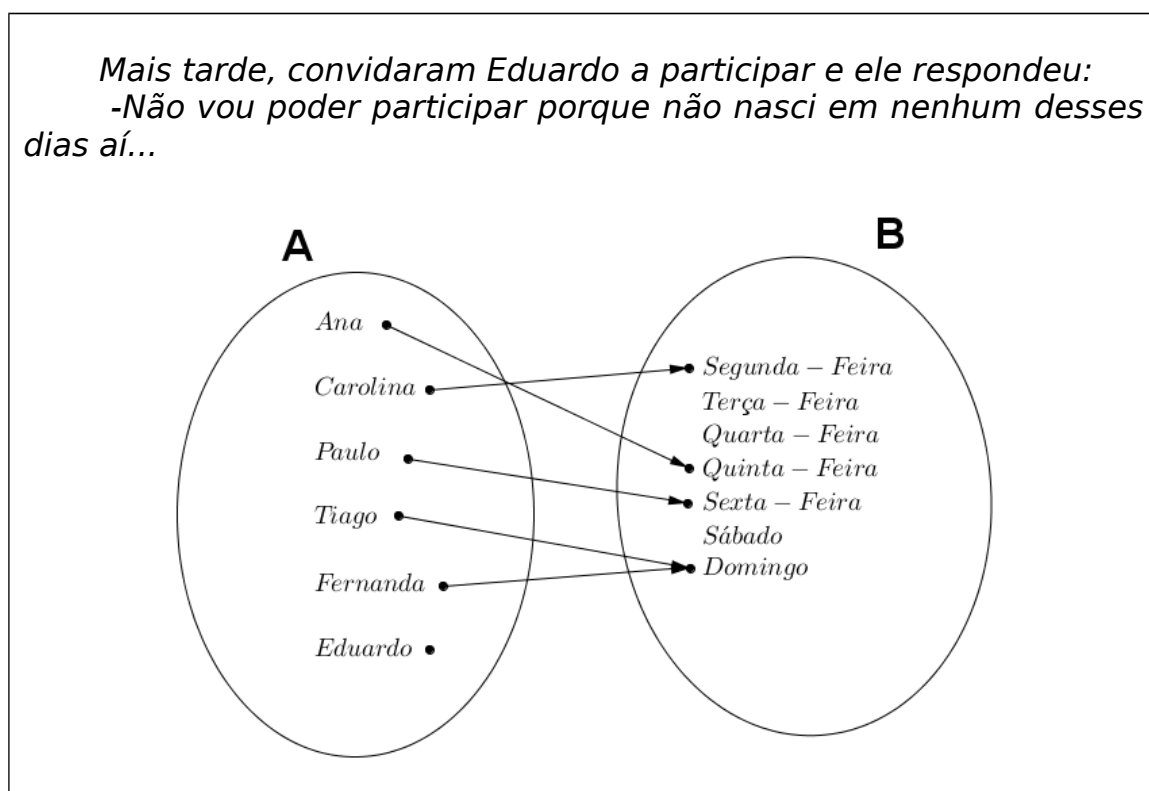 Mais tarde, convidaram Eduardo a participar e ele respondeu:
-Não vou poder participar porque não nasci em nenhum desses
dias aí...
A
B
Ana
Carolina
Paulo
Tiago
Fernanda
Eduardo
Segunda – Feira
Terça – Feira
Quarta – Feira
Quinta – Feira
Sexta – Feira
Sábado
Domingo